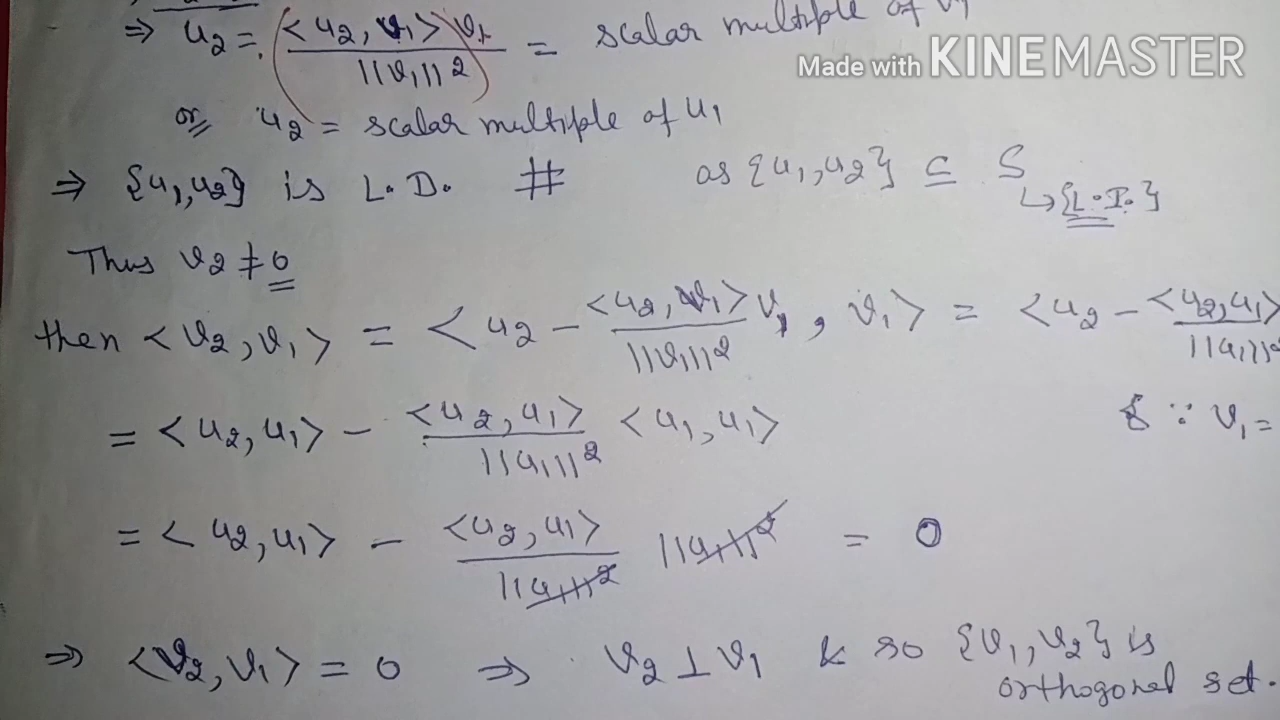 ⇒ u2 = <u2, v1> v1 / ||v1||² = scalar multiple of v1
Made with KINEMASTER
or u2 = scalar multiple of u1
⇒ {u1, u2} is L.D. # as {u1, u2} ⊆ S
↳ {L.I.}
Thus v2 ≠ 0
then <v2, v1> = <u2 - <u2, v1> / ||v1||² v1, v1> = <u2 - <u2, u1> / ||u1||²
= <u2, u1> - <u2, u1> / ||u1||² <u1, u1>
{ ∵ v1 =
= <u2, u1> - <u2, u1> / ||u1||² ||u1||² = 0
⇒ <v2, v1> = 0 ⇒ v2 ⊥ v1 & so {v1, v2} is
orthogonal set.